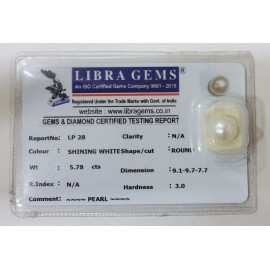 LIBRA GEMS®
An ISO Certified Gems Company 9001 - 2015
Registered Under the Trade Marks with Govt. of India
website : www.libragems.co.in
GEMS & DIAMOND CERTIFIED TESTING REPORT
ReportNo: LP 28 Clarity : N/A
Colour : SHINING WHITE Shape/cut : ROUND
Wt : 5.78 cts Dimension : 9.1-9.7-7.7
R.Index : N/A Hardness : 3.0
Comment ~~~~ PEARL ~~~~